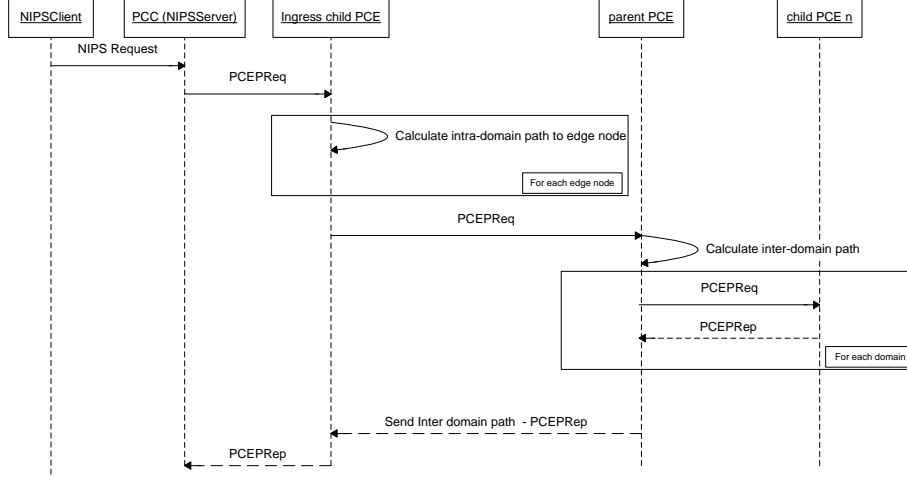 NIPSClient
PCC (NIPSServer)
Ingress child PCE
parent PCE
child PCE n
NIPS Request
PCEPReq
Calculate intra-domain path to edge node
For each edge node
PCEPReq
Calculate inter-domain path
PCEPReq
PCEPRep
For each domain
Send Inter domain path - PCEPRep
PCEPRep